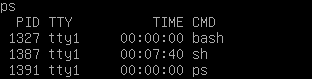 ps
  PID TTY          TIME CMD
 1327 tty1     00:00:00 bash
 1387 tty1     00:07:40 sh
 1391 tty1     00:00:00 ps